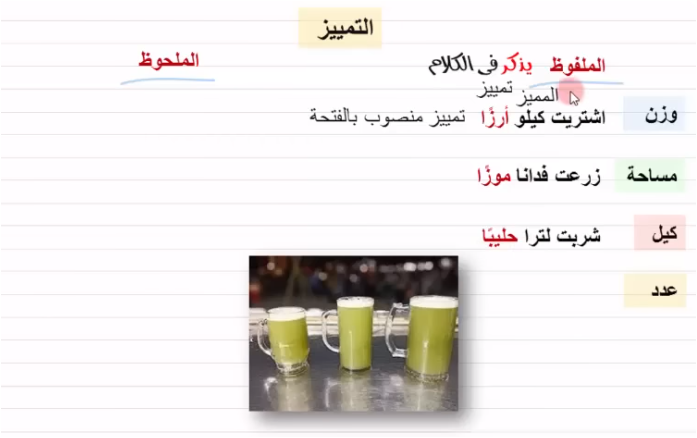 التمييز
الملفوظ يذكر فى الكلام
الملحوظ
المميز تمييز
وزن اشتريت كيلو أرزًا تمييز منصوب بالفتحة
مساحة زرعت فدانا موزًا
كيل شربت لترا حليبًا
عدد